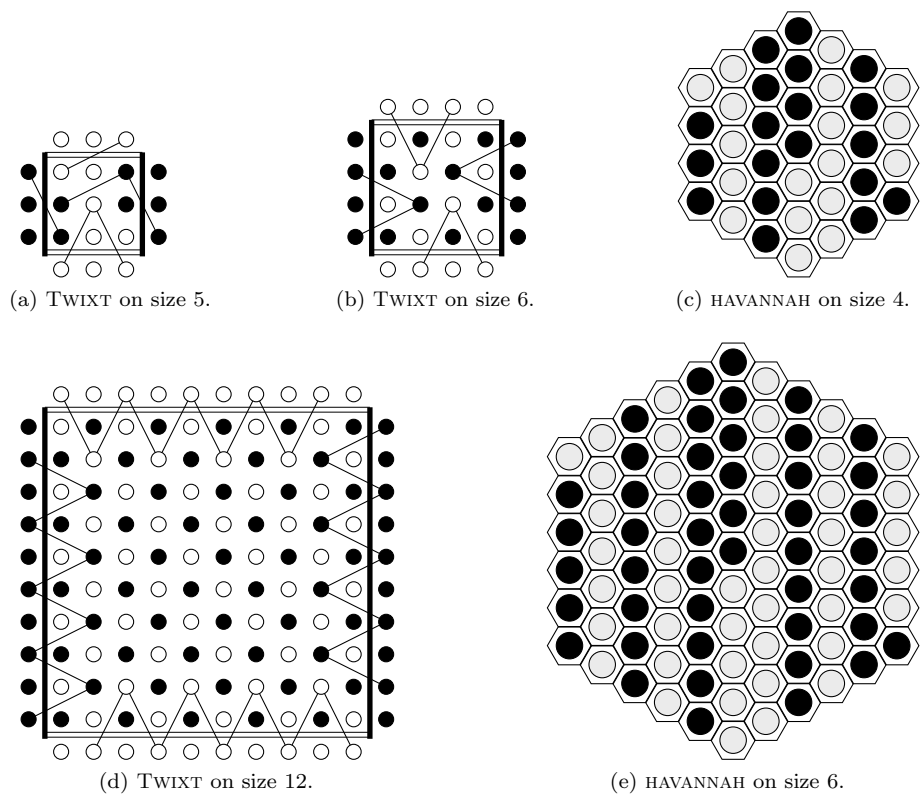 (a) TWIXT on size 5.
(b) TWIXT on size 6.
(c) HAVANNAH on size 4.
(d) TWIXT on size 12.
(e) HAVANNAH on size 6.